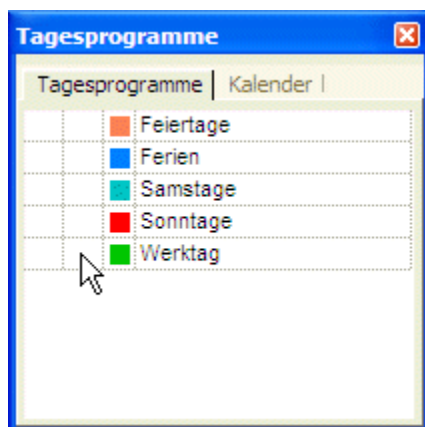 Tagesprogramme
Tagesprogramme Kalender
Feiertage
Ferien
Samstage
Sonntage
Werktag